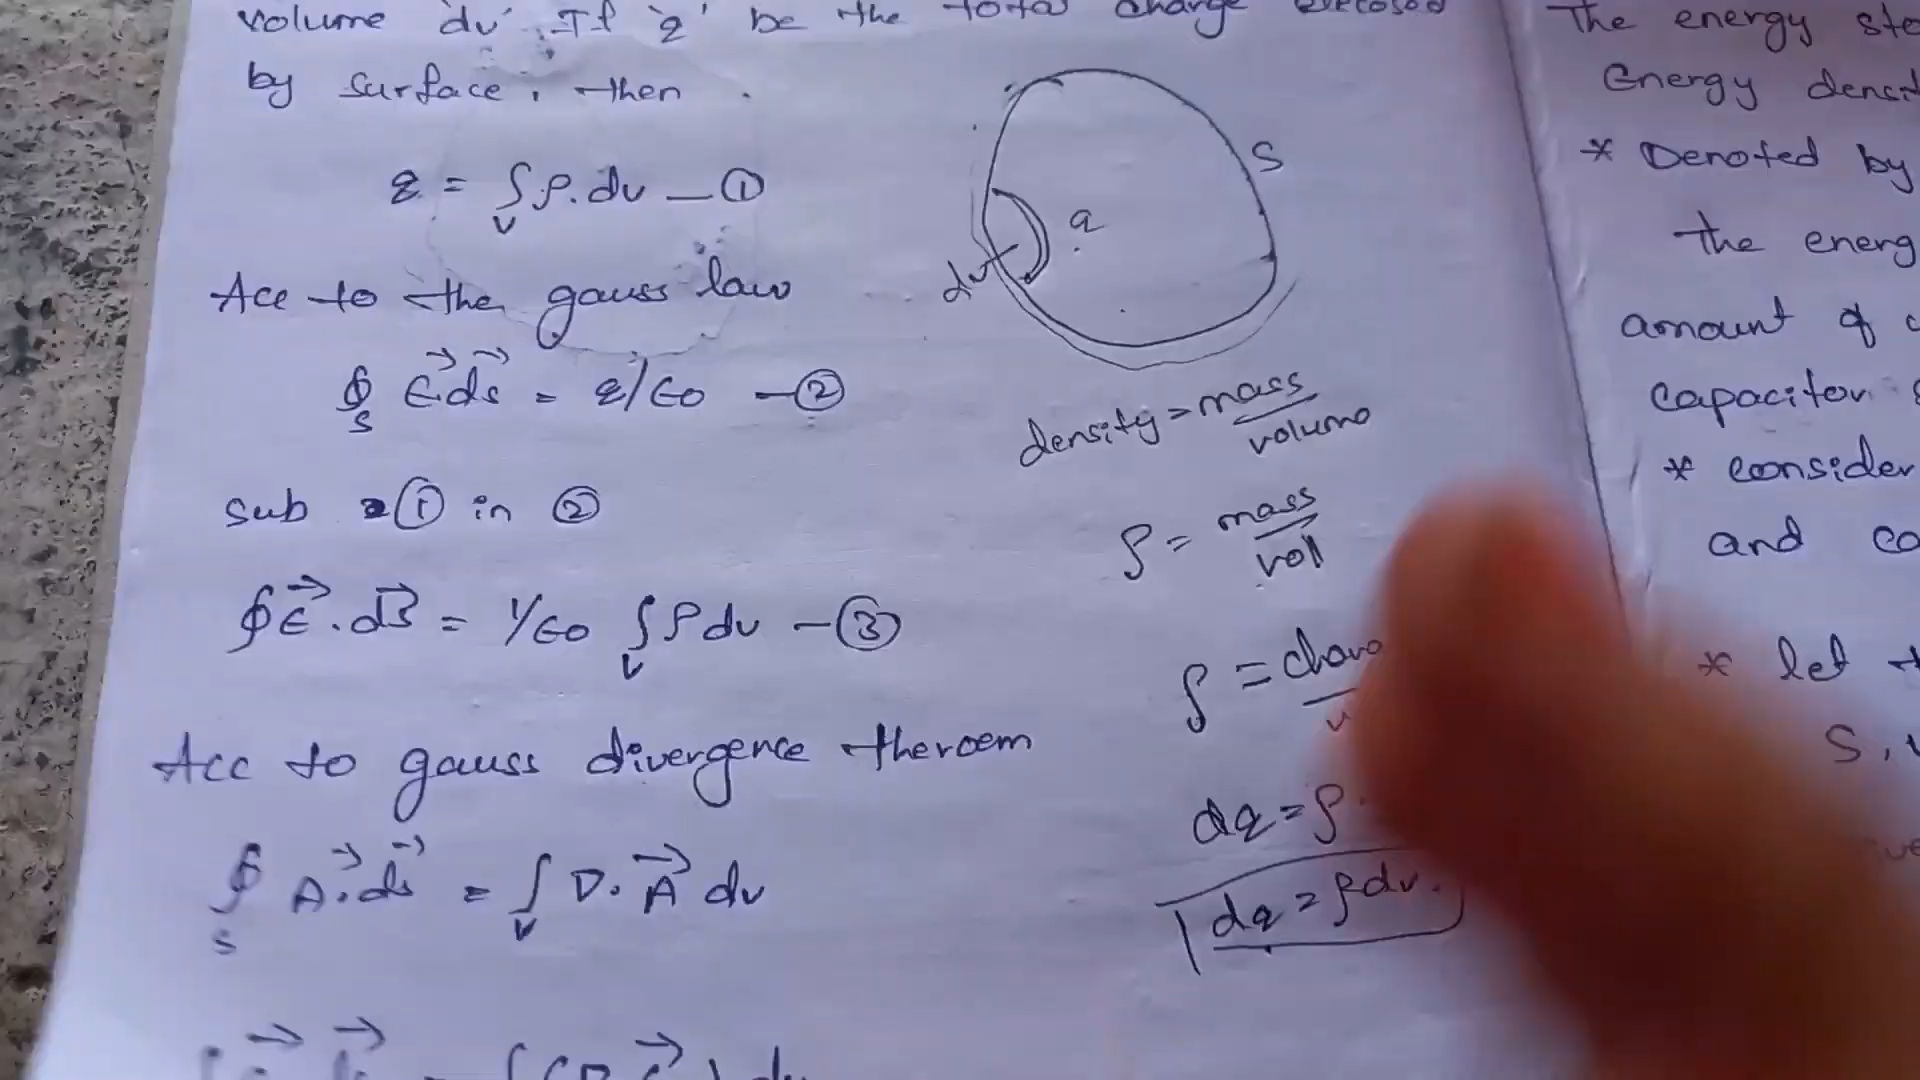 volume 'dv'. If 'q' be the total charge enclosed
by surface, then
q = ∫ᵥ ρ.dv — ①
S
q
dv
Acc to the gauss law
∮ₛ E⃗.ds⃗ = q/ϵ0 — ②
density = mass/volume
sub ① in ②
ρ = mass/vol
∮E⃗.ds⃗ = 1/ϵ0 ∫ᵥ ρdv — ③
ρ =
Acc to gauss divergence theroem
dq = ρ.
∮ₛ A⃗.ds⃗ = ∫ᵥ ∇.A⃗ dv
dq = ρdv.
The energy
Energy
* Denoted by
the
amount of
capacitor
* consider
and
* let
S,